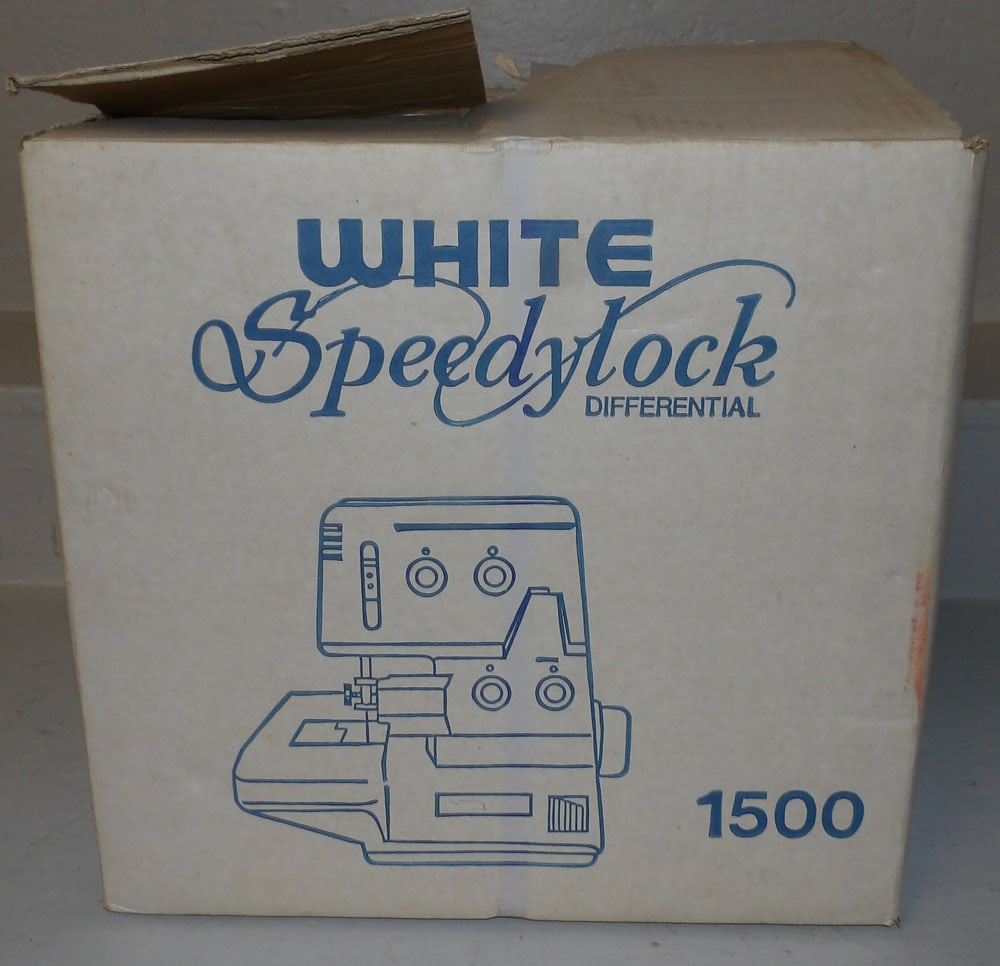 WHITE
Speedylock
DIFFERENTIAL
1500